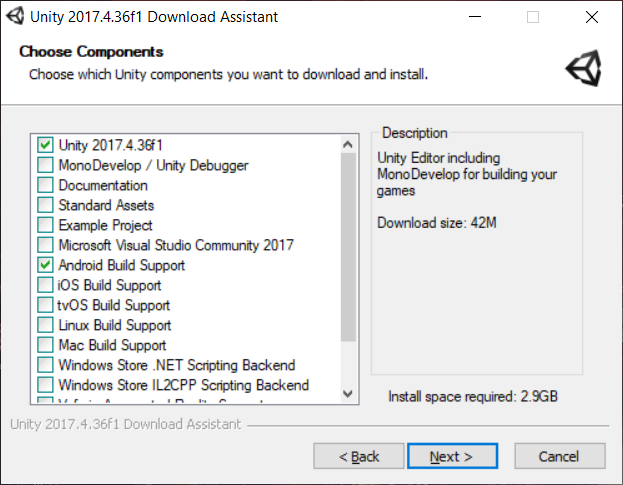 Unity 2017.4.36f1 Download Assistant
Choose Components
Choose which Unity components you want to download and install.
Unity 2017.4.36f1
MonoDevelop / Unity Debugger
Documentation
Standard Assets
Example Project
Microsoft Visual Studio Community 2017
Android Build Support
iOS Build Support
tvOS Build Support
Linux Build Support
Mac Build Support
Windows Store .NET Scripting Backend
Windows Store IL2CPP Scripting Backend
Description
Unity Editor including
MonoDevelop for building your
games
Download size: 42M
Install space required: 2.9GB
Unity 2017.4.36f1 Download Assistant
< Back
Next >
Cancel